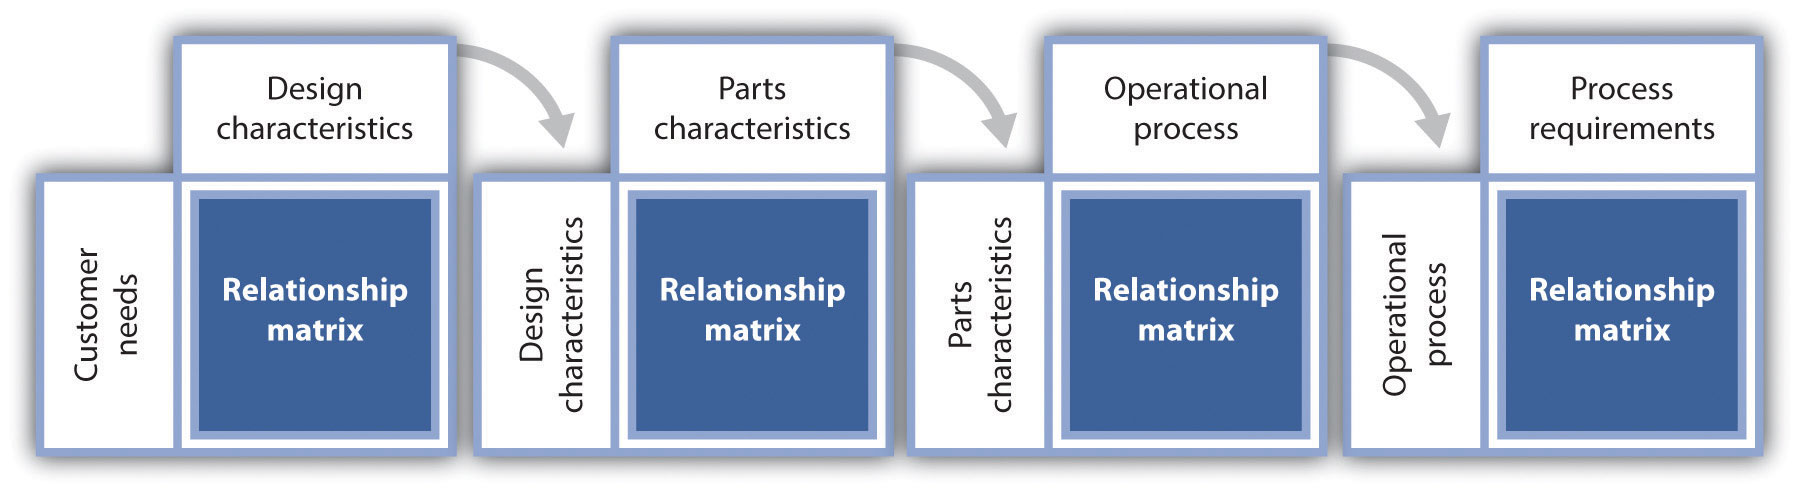 Design
characteristics
Customer
needs
Relationship
matrix
Parts
characteristics
Design
characteristics
Relationship
matrix
Operational
process
Parts
characteristics
Relationship
matrix
Process
requirements
Operational
process
Relationship
matrix